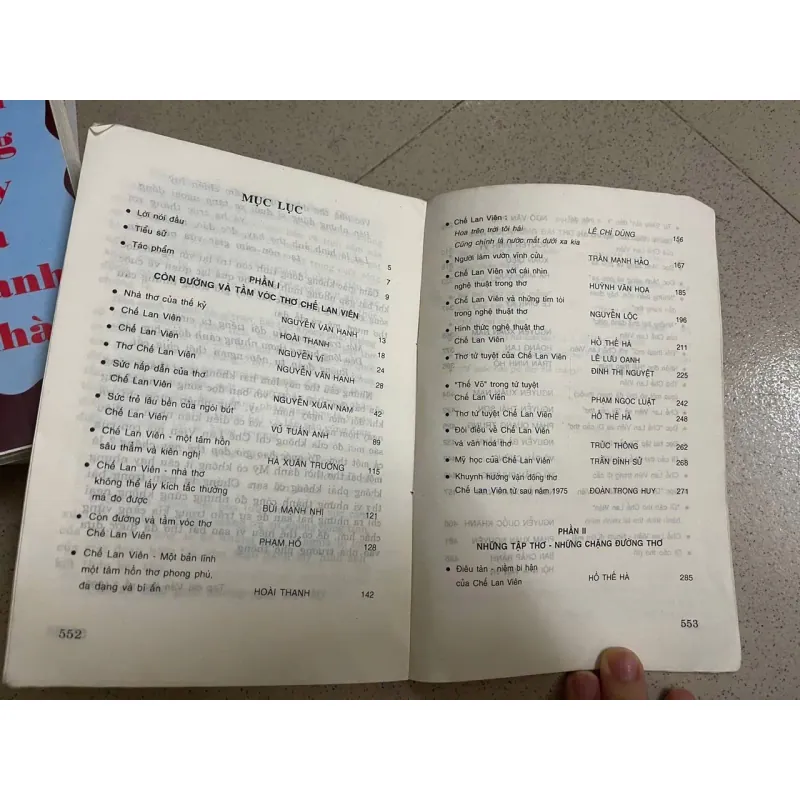 anh
hà
MỤC LỤC
• Lời nói đầu 5
• Tiểu sử 7
• Tác phẩm 9
PHẦN I
CON ĐƯỜNG VÀ TẦM VÓC THƠ CHẾ LAN VIÊN
• Nhà thơ của thế kỷ NGUYỄN VĂN HẠNH 13
• Chế Lan Viên HOÀI THANH 18
• Chế Lan Viên NGUYỄN VĨ 24
• Thơ Chế Lan Viên NGUYỄN VĂN HẠNH 28
• Sức hấp dẫn của thơ
Chế Lan Viên NGUYỄN XUÂN NAM 42
• Sức trẻ lâu bền của ngòi bút
Chế Lan Viên VŨ TUẤN ANH 89
• Chế Lan Viên - một tâm hồn
sâu thẳm và kiên nghị HÀ XUÂN TRƯỜNG 115
• Chế Lan Viên - nhà thơ
không thể lấy kích tấc thường
mà đo được BÙI MẠNH NHỊ 121
• Con đường và tầm vóc thơ
Chế Lan Viên PHẠM HỔ 128
• Chế Lan Viên - Một bản lĩnh
một tâm hồn thơ phong phú,
đa dạng và bí ẩn HOÀI THANH 142
552
• Chế Lan Viên :
Hoa trên trời tôi hái
Cũng chính là nước mắt dưới xa kia LÊ CHÍ DŨNG 156
• Người làm vườn vĩnh cửu TRẦN MẠNH HẢO 167
• Chế Lan Viên với cái nhìn
nghệ thuật trong thơ HUỲNH VĂN HOA 185
• Chế Lan Viên và những tìm tòi
trong nghệ thuật thơ NGUYỄN LỘC 196
• Hình thức nghệ thuật thơ
Chế Lan Viên HỒ THẾ HÀ 211
• Thơ tứ tuyệt của Chế Lan Viên LÊ LƯU OANH
ĐINH THỊ NGUYỆT 225
• "Thế Võ" trong tứ tuyệt
Chế Lan Viên PHẠM NGỌC LUẬT 242
• Thơ tứ tuyệt Chế Lan Viên HỒ THẾ HÀ 248
• Đôi điều về Chế Lan Viên
và văn hoá thơ TRÚC THÔNG 262
• Mỹ học của Chế Lan Viên TRẦN ĐÌNH SỬ 268
• Khuynh hướng vận động thơ
Chế Lan Viên từ sau năm 1975 ĐOÀN TRỌNG HUY 271
PHẦN II
NHỮNG TẬP THƠ - NHỮNG CHẶNG ĐƯỜNG THƠ
• Điêu tàn - niềm bi hận
của Chế Lan Viên HỒ THẾ HÀ 285
553